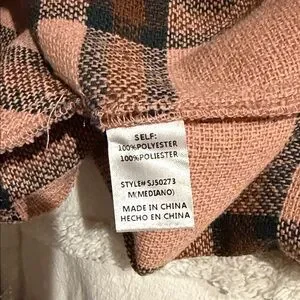 SELF:
100%POLYESTER
100%POLIESTER
STYLE#SJ50273
M(MEDIANO)
MADE IN CHINA
HECHO EN CHINA